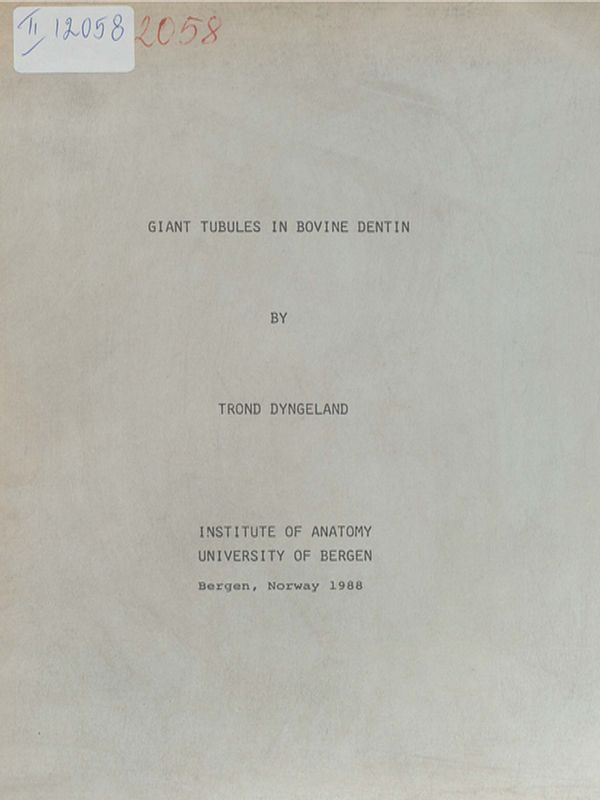 II 12058 2058
GIANT TUBULES IN BOVINE DENTIN
BY
TROND DYNGELAND
INSTITUTE OF ANATOMY
UNIVERSITY OF BERGEN
Bergen, Norway 1988